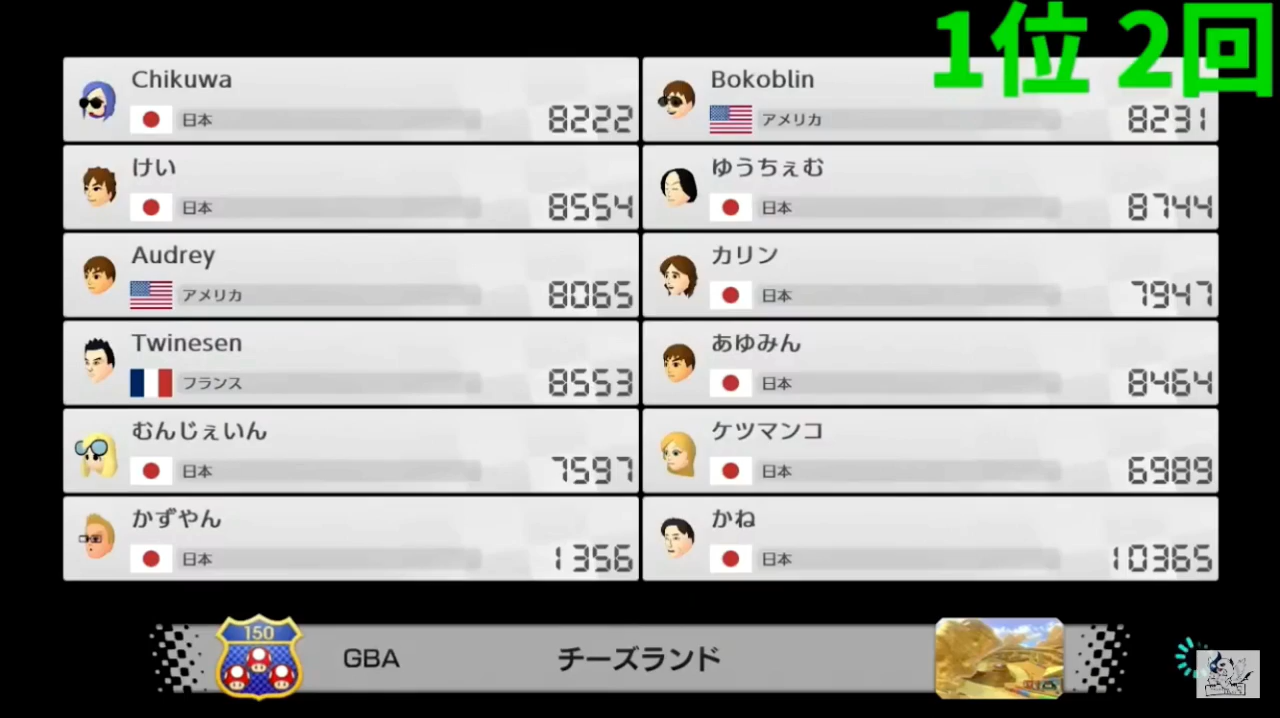 1位 2回
Chikuwa
日本 8222
Bokoblin
アメリカ 8231
けい
日本 8554
ゆうちぇむ
日本 8744
Audrey
アメリカ 8065
カリン
日本 7947
Twinesen
フランス 8553
あゆみん
日本 8464
むんじぇいん
日本 7597
ケツマンコ
日本 6989
かずやん
日本 1356
かね
日本 10365
150 GBA チーズランド